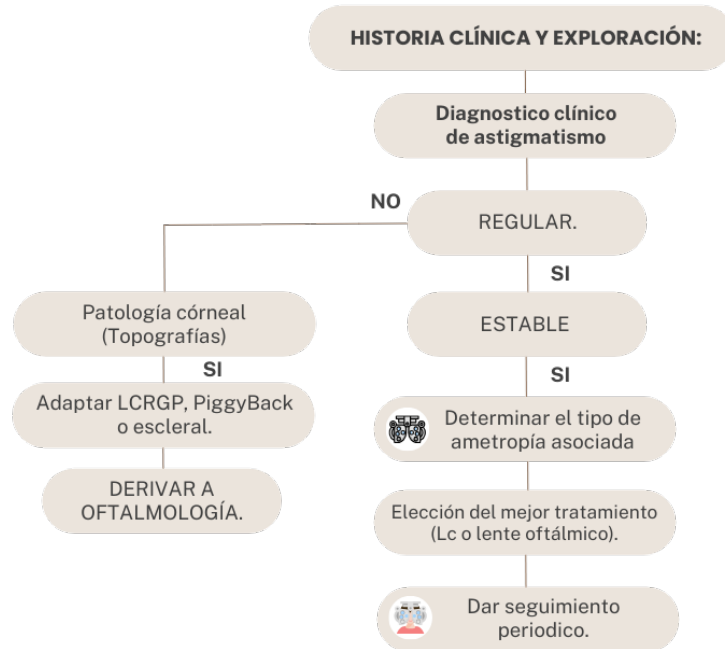 HISTORIA CLÍNICA Y EXPLORACIÓN:
Diagnostico clínico
de astigmatismo
NO
REGULAR.
SI
Patología córneal
(Topografías)
ESTABLE
SI
SI
Adaptar LCRGP, PiggyBack
o escleral.
Determinar el tipo de
ametropía asociada
DERIVAR A
OFTALMOLOGÍA.
Elección del mejor tratamiento
(Lc o lente oftálmico).
Dar seguimiento
periodico.